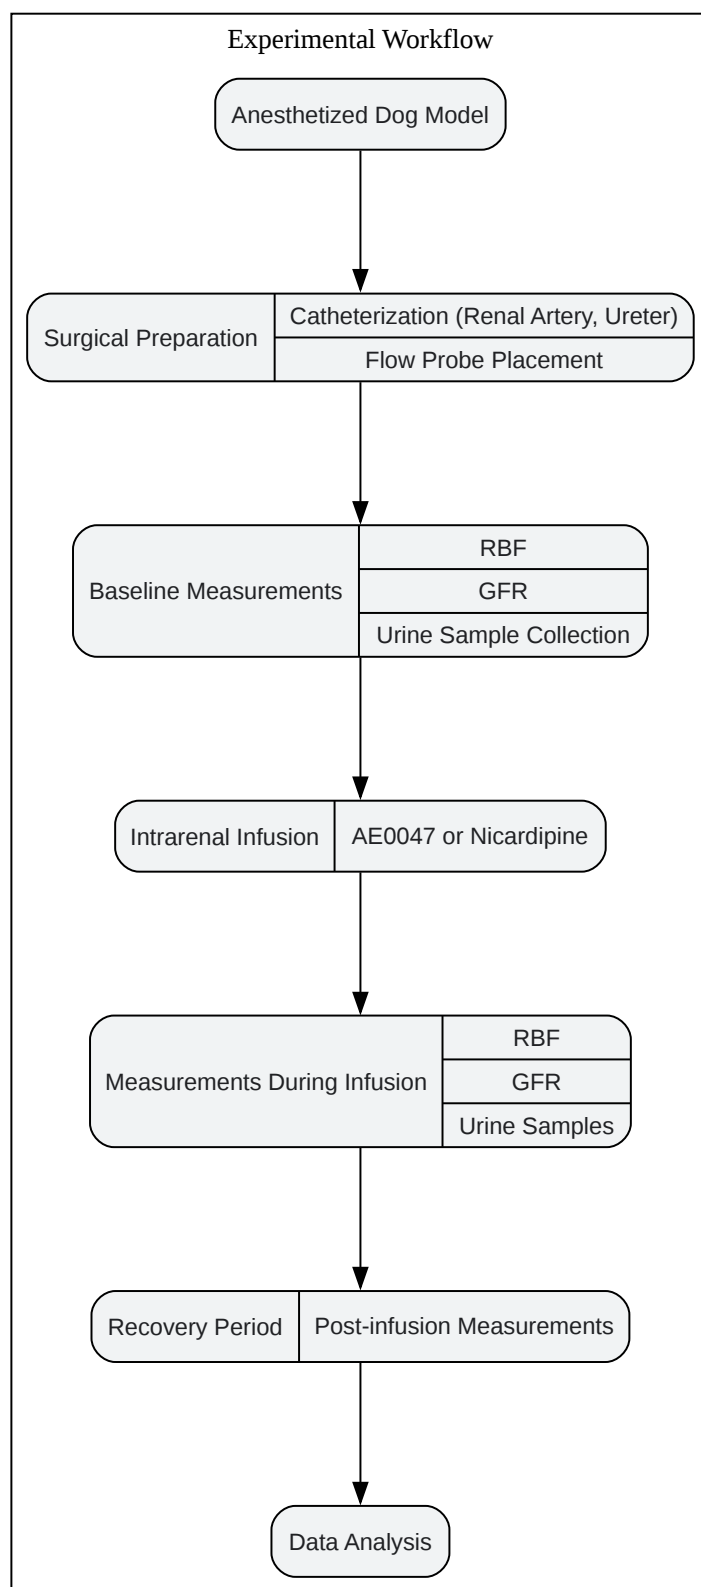 Experimental Workflow
Anesthetized Dog Model
Surgical Preparation
Catheterization (Renal Artery, Ureter)
Flow Probe Placement
Baseline Measurements
RBF
GFR
Urine Sample Collection
Intrarenal Infusion
AE0047 or Nicardipine
Measurements During Infusion
RBF
GFR
Urine Samples
Recovery Period
Post-infusion Measurements
Data Analysis